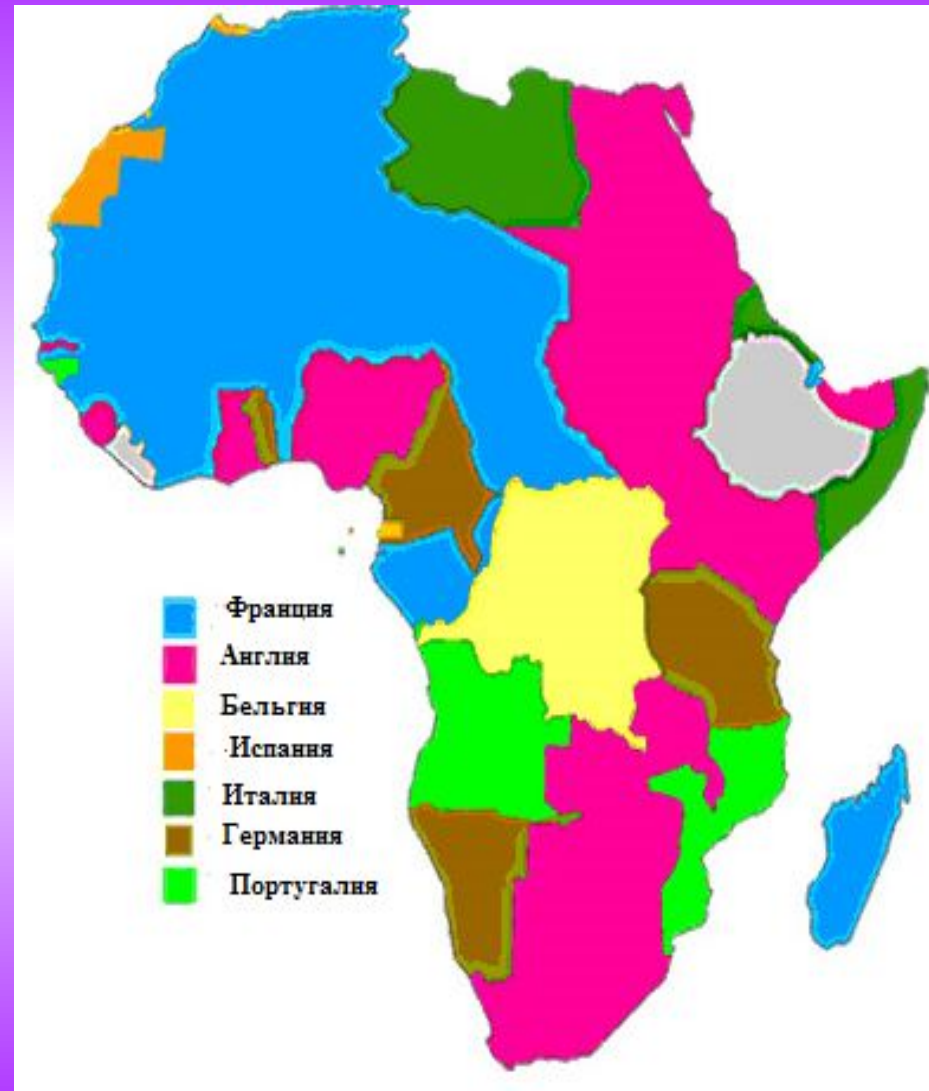 Франция
Англия
Бельгия
Испания
Италия
Германия
Португалия